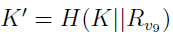 K' = H(K||R_{v_9})